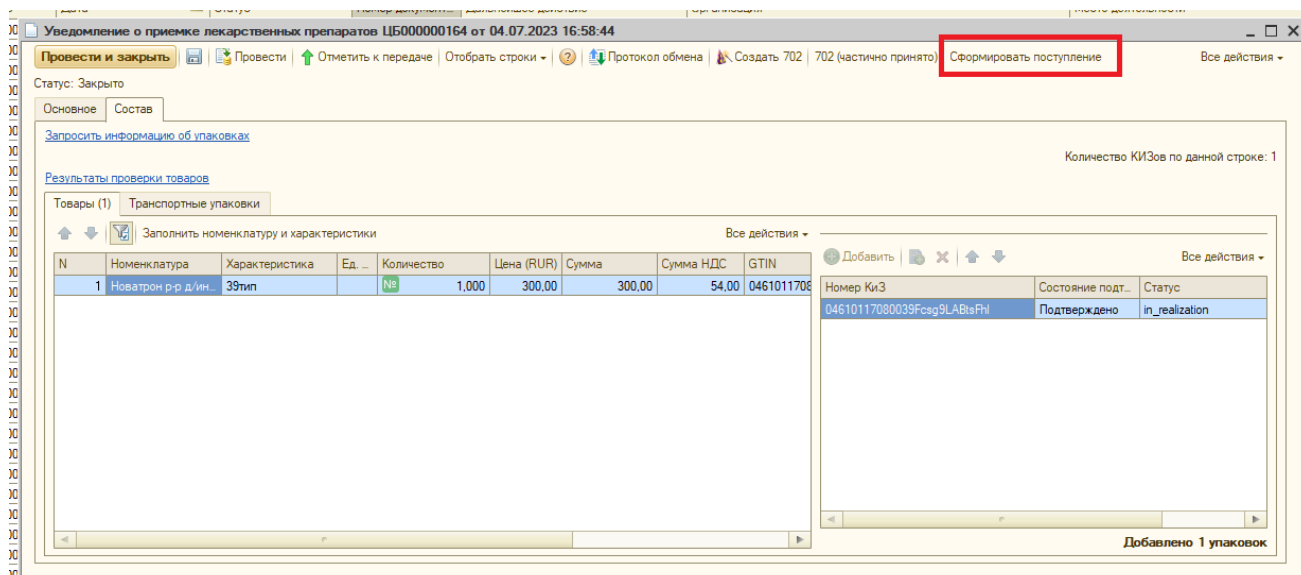 Уведомление о приемке лекарственных препаратов ЦБ000000164 от 04.07.2023 16:58:44
Провести и закрыть Провести Отметить к передаче Отобрать строки Протокол обмена Создать 702 702 (частично принято) Сформировать поступление Все действия
Статус: Закрыто
Основное Состав
Запросить информацию об упаковках
Количество КИЗов по данной строке: 1
Результаты проверки товаров
Товары (1) Транспортные упаковки
Заполнить номенклатуру и характеристики Все действия
Добавить Все действия
N Номенклатура Характеристика Ед. ... Количество Цена (RUR) Сумма Сумма НДС GTIN
1 Новатрон р-р д/ин... 39тип № 1,000 300,00 300,00 54,00 0461011708
Номер КиЗ Состояние подт... Статус
04610117080039Fcsg9LABtsFhl Подтверждено in_realization
Добавлено 1 упаковок